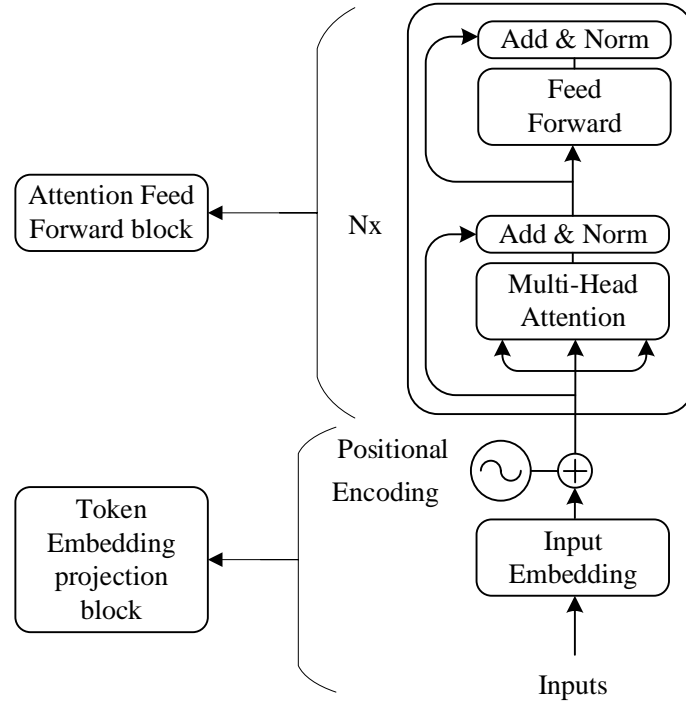 Add & Norm
Feed
Forward
Attention Feed
Forward block
Nx
Add & Norm
Multi-Head
Attention
Positional
Encoding
Token
Embedding
projection
block
Input
Embedding
Inputs